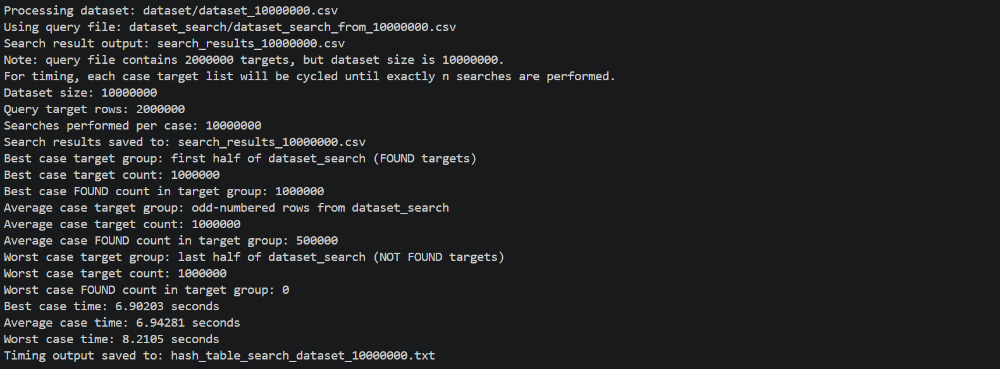 Processing dataset: dataset/dataset_10000000.csv
Using query file: dataset_search/dataset_search_from_10000000.csv
Search result output: search_results_10000000.csv
Note: query file contains 2000000 targets, but dataset size is 10000000.
For timing, each case target list will be cycled until exactly n searches are performed.
Dataset size: 10000000
Query target rows: 2000000
Searches performed per case: 10000000
Search results saved to: search_results_10000000.csv
Best case target group: first half of dataset_search (FOUND targets)
Best case target count: 1000000
Best case FOUND count in target group: 1000000
Average case target group: odd-numbered rows from dataset_search
Average case target count: 1000000
Average case FOUND count in target group: 500000
Worst case target group: last half of dataset_search (NOT FOUND targets)
Worst case target count: 1000000
Worst case FOUND count in target group: 0
Best case time: 6.90203 seconds
Average case time: 6.94281 seconds
Worst case time: 8.2105 seconds
Timing output saved to: hash_table_search_dataset_10000000.txt